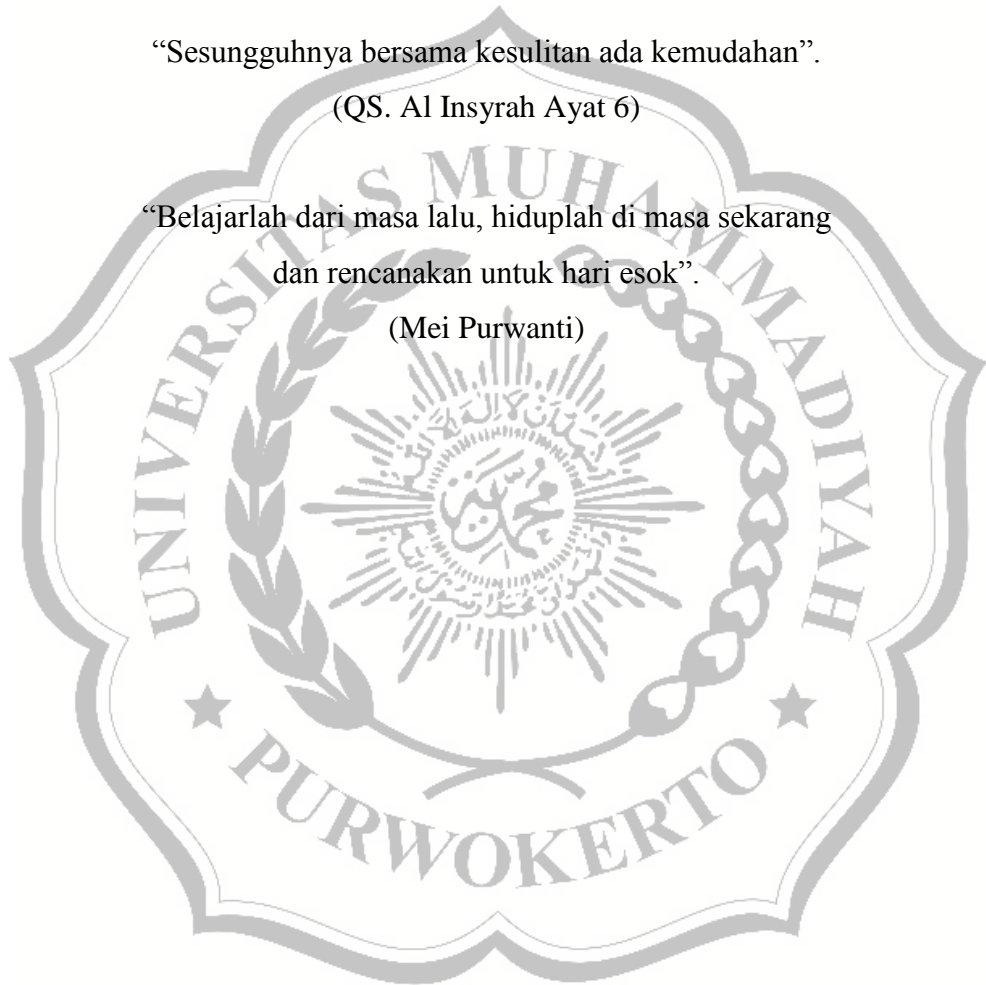 “Sesungguhnya bersama kesulitan ada kemudahan”.
(QS. Al Insyrah Ayat 6)
“Belajarlah dari masa lalu, hiduplah di masa sekarang
dan rencanakan untuk hari esok”.
(Mei Purwanti)
UNIVERSITAS MUHAMMADIYAH
PURWOKERTO